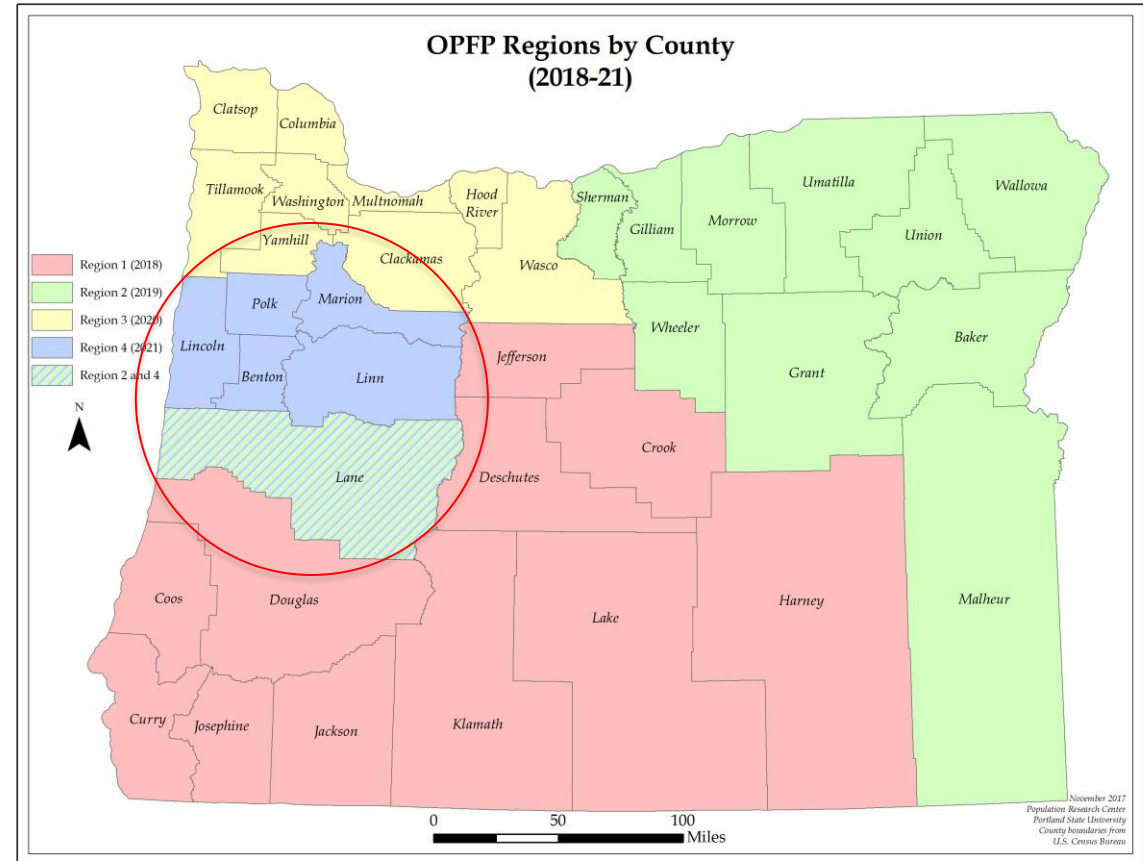 OPFP Regions by County
(2018-21)
Clatsop
Columbia
Tillamook
Washington
Multnomah
Hood
River
Sherman
Umatilla
Wallowa
Gilliam
Morrow
Union
Yamhill
Clackamas
Wasco
Region 1 (2018)
Region 2 (2019)
Region 3 (2020)
Region 4 (2021)
Region 2 and 4
N
Polk
Marion
Lincoln
Benton
Linn
Jefferson
Wheeler
Grant
Baker
Crook
Deschutes
Lane
Coos
Douglas
Lake
Harney
Malheur
Curry
Josephine
Jackson
Klamath
0 50 100
Miles
November 2017
Population Research Center
Portland State University
County boundaries from
U.S. Census Bureau